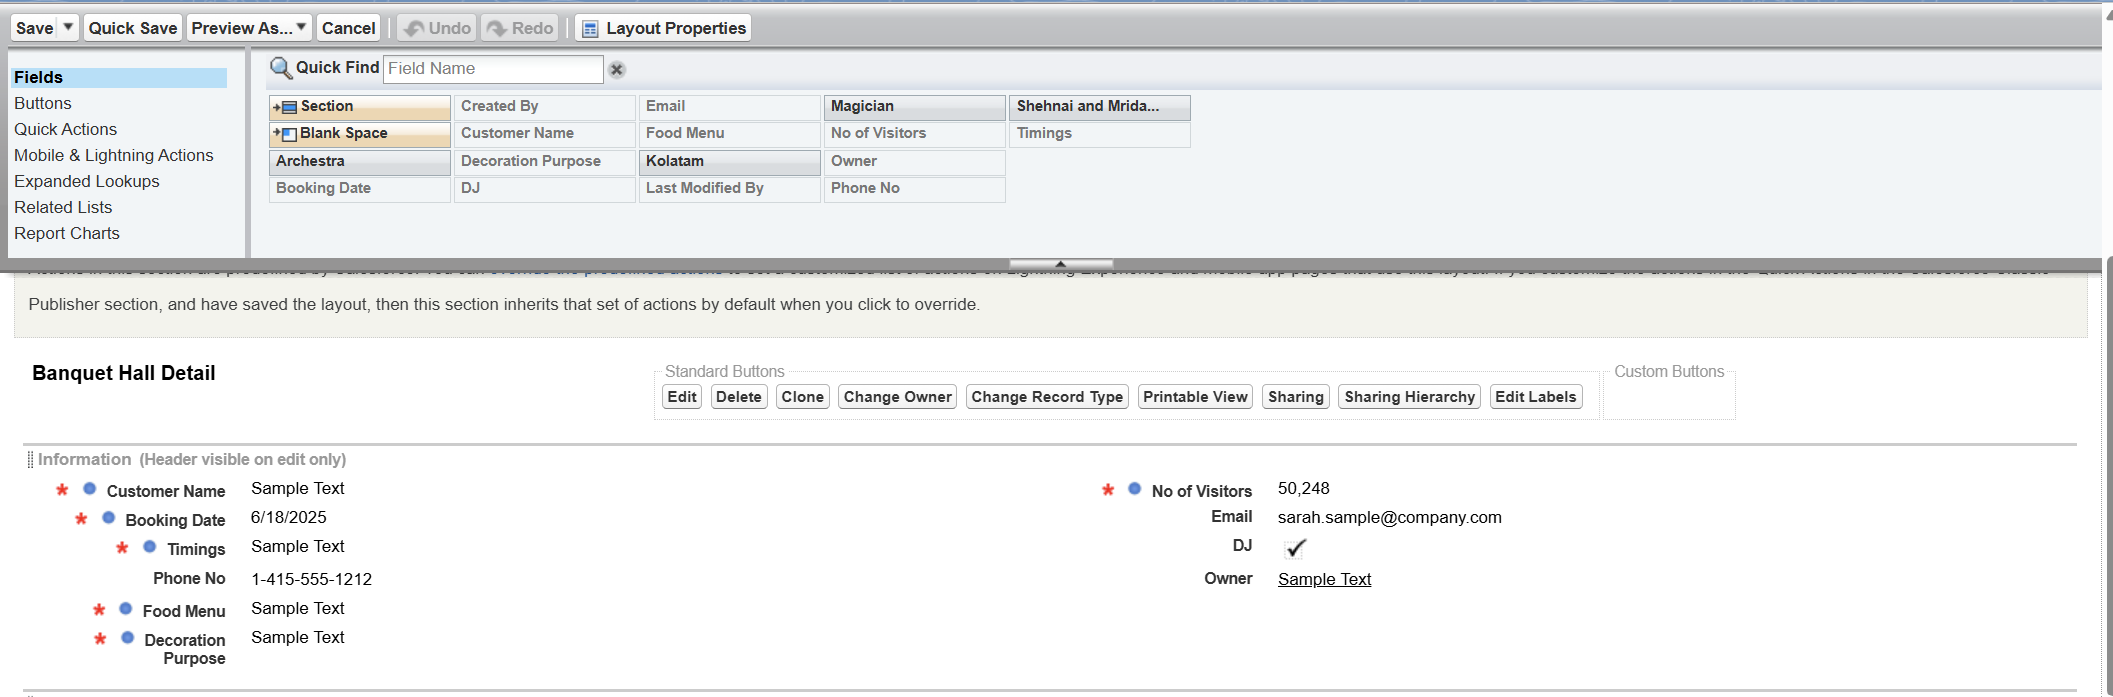 Save Quick Save Preview As... Cancel Undo Redo Layout Properties
Fields
Buttons
Quick Actions
Mobile & Lightning Actions
Expanded Lookups
Related Lists
Report Charts
Quick Find Field Name
Section Created By Email Magician Shehnai and Mrida...
Blank Space Customer Name Food Menu No of Visitors Timings
Archestra Decoration Purpose Kolatam Owner
Booking Date DJ Last Modified By Phone No
Publisher section, and have saved the layout, then this section inherits that set of actions by default when you click to override.
Banquet Hall Detail
Standard Buttons Custom Buttons
Edit Delete Clone Change Owner Change Record Type Printable View Sharing Sharing Hierarchy Edit Labels
Information (Header visible on edit only)
* Customer Name Sample Text * No of Visitors 50,248
* Booking Date 6/18/2025 Email sarah.sample@company.com
* Timings Sample Text DJ
Phone No 1-415-555-1212 Owner Sample Text
* Food Menu Sample Text
* Decoration Sample Text
Purpose